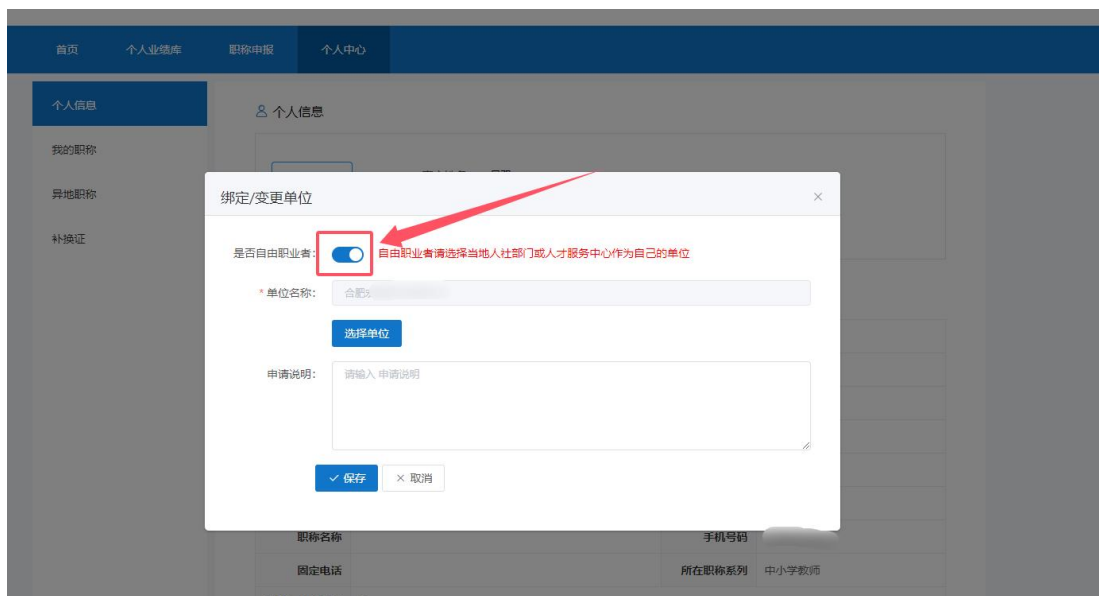 首页 个人业绩库 职称申报 个人中心
个人信息
个人信息
我的职称
异地职称
补换证
绑定/变更单位
是否自由职业者: 自由职业者请选择当地人社部门或人才服务中心作为自己的单位
* 单位名称: 合肥
选择单位
申请说明: 请输入 申请说明
保存 取消
职称名称 手机号码
固定电话 所在职称系列 中小学教师